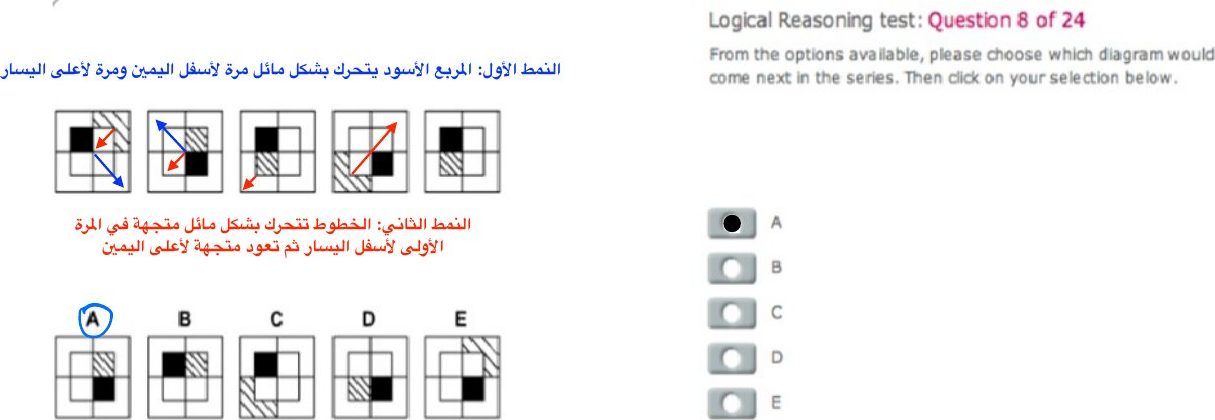 Logical Reasoning test: Question 8 of 24
From the options available, please choose which diagram would
come next in the series. Then click on your selection below.
النمط الأول: المربع الأسود يتحرك بشكل مائل مرة لأسفل اليمين ومرة لأعلى اليسار
النمط الثاني: الخطوط تتحرك بشكل مائل متجهة في المرة
الأولى لأسفل اليسار ثم تعود متجهة لأعلى اليمين
A B C D E
A
B
C
D
E